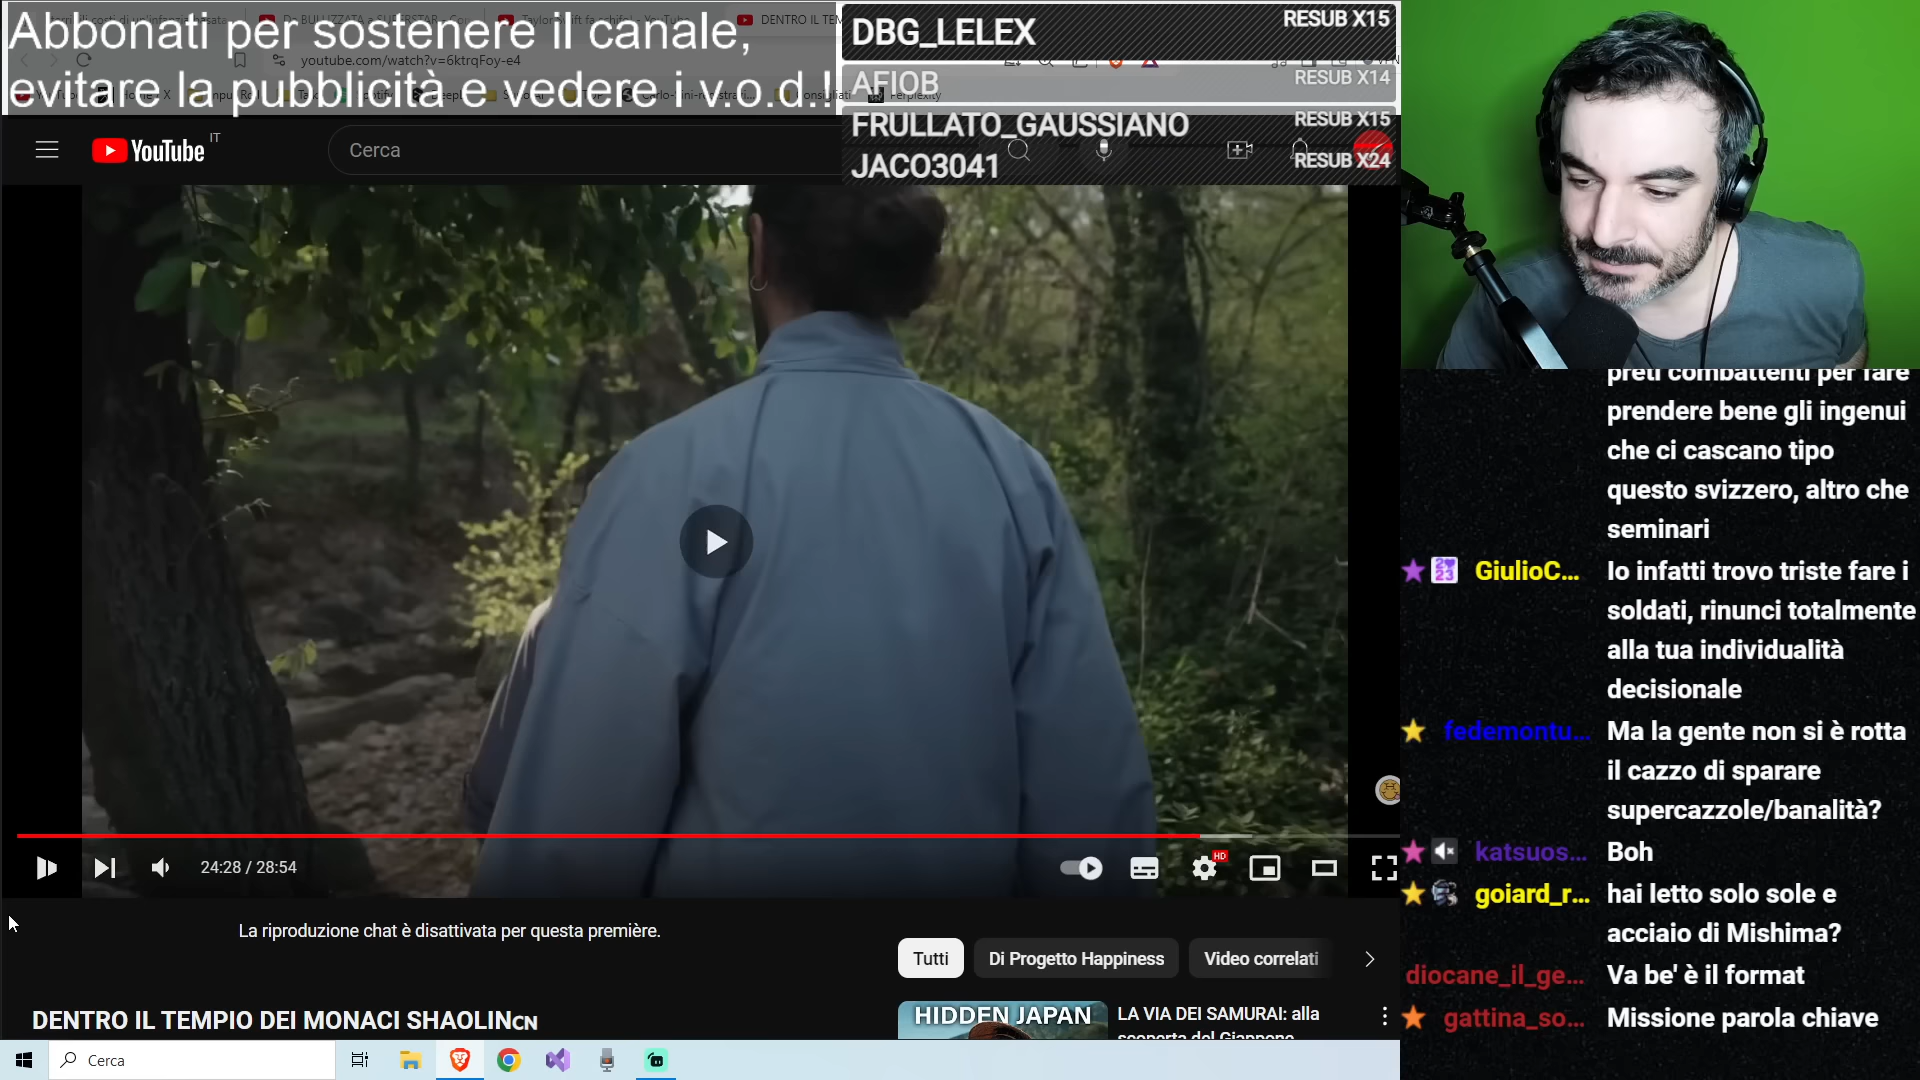 Abbonati per sostenere il canale,
evitare la pubblicità e vedere i v.o.d.!
DBG_LELEX RESUB X15
AFIOB RESUB X14
FRULLATO_GAUSSIANO RESUB X15
JACO3041 RESUB X24
youtube.com/watch?v=6ktrqFoy-e4
YouTube IT
Cerca
24:28 / 28:54
HD
La riproduzione chat è disattivata per questa première.
Tutti
Di Progetto Happiness
Video correlati
DENTRO IL TEMPIO DEI MONACI SHAOLIN CN
HIDDEN JAPAN
LA VIA DEI SAMURAI: alla
scoperta del Giappone
Cerca
preti combattenti per fare
prendere bene gli ingenui
che ci cascano tipo
questo svizzero, altro che
seminari
GiulioC... Io infatti trovo triste fare i
soldati, rinunci totalmente
alla tua individualità
decisionale
fedemontu... Ma la gente non si è rotta
il cazzo di sparare
supercazzole/banalità?
katsuos... Boh
goiard_r... hai letto solo sole e
acciaio di Mishima?
diocane_il_ge... Va be' è il format
gattina_so... Missione parola chiave